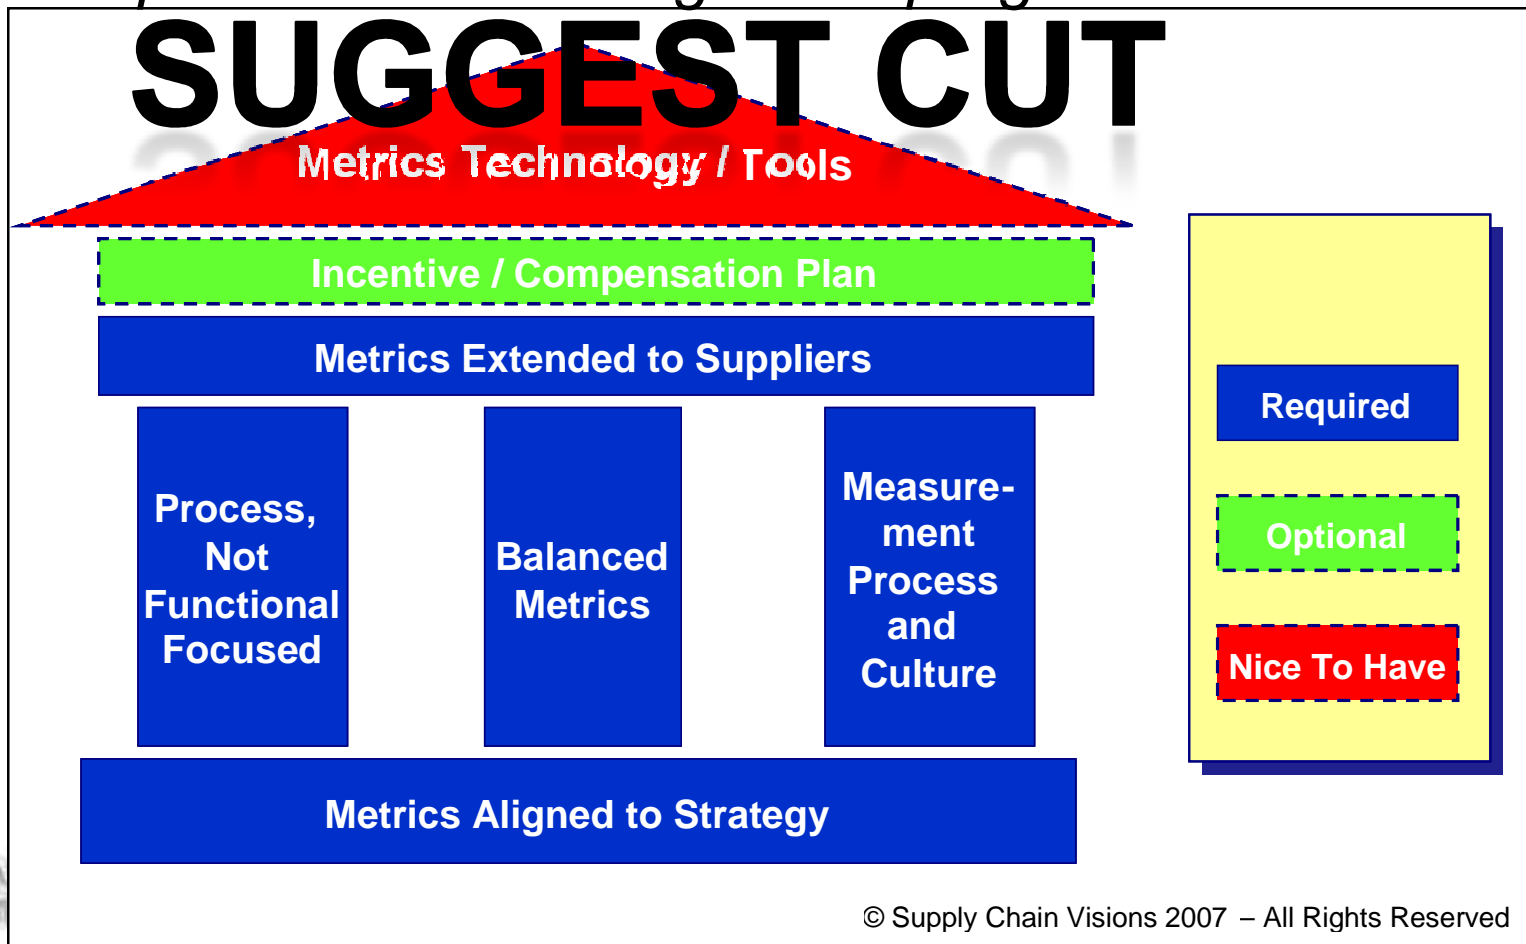 SUGGEST CUT
Metrics Technology / Tools
Incentive / Compensation Plan
Metrics Extended to Suppliers
Process,
Not
Functional
Focused
Balanced
Metrics
Measure-
ment
Process
and
Culture
Metrics Aligned to Strategy
Required
Optional
Nice To Have
© Supply Chain Visions 2007 – All Rights Reserved